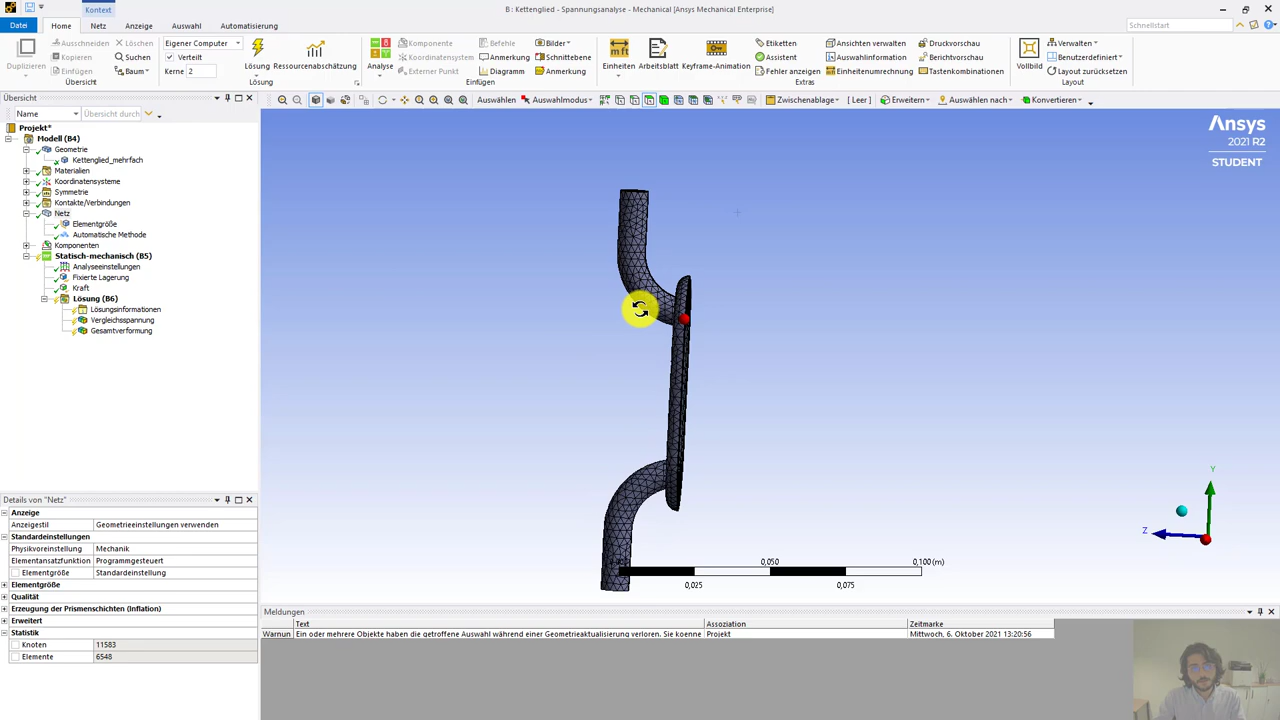 B : Kettenglied - Spannungsanalyse - Mechanical [Ansys Mechanical Enterprise]
Kontext
Datei Home Netz Anzeige Auswahl Automatisierung
Schnellstart
Duplizieren
Ausschneiden Löschen
Kopieren Suchen
Einfügen Baum
Übersicht
Eigener Computer
Verteilt
Kerne 2
Lösung
Ressourcenabschätzung
Lösung
Analyse
Komponente
Koordinatensystem
Externer Punkt
Befehle
Anmerkung
Diagramm
Bilder
Schnittebene
Anmerkung
Einfügen
Einheiten
Arbeitsblatt
Keyframe-Animation
Etiketten
Assistent
Fehler anzeigen
Ansichten verwalten
Auswahlinformation
Einheitenumrechnung
Druckvorschau
Berichtvorschau
Tastenkombinationen
Extras
Vollbild
Verwalten
Benutzerdefiniert
Layout zurücksetzen
Layout
Auswählen Auswahlmodus Zwischenablage [ Leer ] Erweitern Auswählen nach Konvertieren
Übersicht
Name
Übersicht durch
Projekt*
Modell (B4)
Geometrie
Kettenglied_mehrfach
Materialien
Koordinatensysteme
Symmetrie
Kontakte/Verbindungen
Netz
Elementgröße
Automatische Methode
Komponenten
Statisch-mechanisch (B5)
Analyseeinstellungen
Fixierte Lagerung
Kraft
Lösung (B6)
Lösungsinformationen
Vergleichsspannung
Gesamtverformung
Ansys
2021 R2
STUDENT
Details von "Netz"
Anzeige
Anzeigestil Geometrieeinstellungen verwenden
Standardeinstellungen
Physikvoreinstellung Mechanik
Elementansatzfunktion Programmgesteuert
Elementgröße Standardeinstellung
Elementgröße
Qualität
Erzeugung der Prismenschichten (Inflation)
Erweitert
Statistik
Knoten 11583
Elemente 6548
Y
Z
0,050 0,100 (m)
0,025 0,075
Meldungen
Text Assoziation Zeitmarke
Warnun Ein oder mehrere Objekte haben die getroffene Auswahl während einer Geometrieaktualisierung verloren. Sie koenne Projekt Mittwoch, 6. Oktober 2021 13:20:56